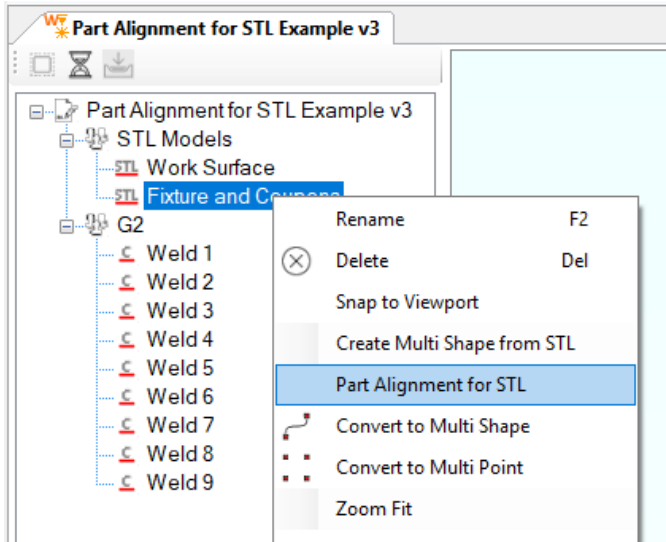 Part Alignment for STL Example v3
Part Alignment for STL Example v3
STL Models
STL Work Surface
STL Fixture and Coupons
G2
C Weld 1
C Weld 2
C Weld 3
C Weld 4
C Weld 5
C Weld 6
C Weld 7
C Weld 8
C Weld 9
Rename F2
Delete Del
Snap to Viewport
Create Multi Shape from STL
Part Alignment for STL
Convert to Multi Shape
Convert to Multi Point
Zoom Fit